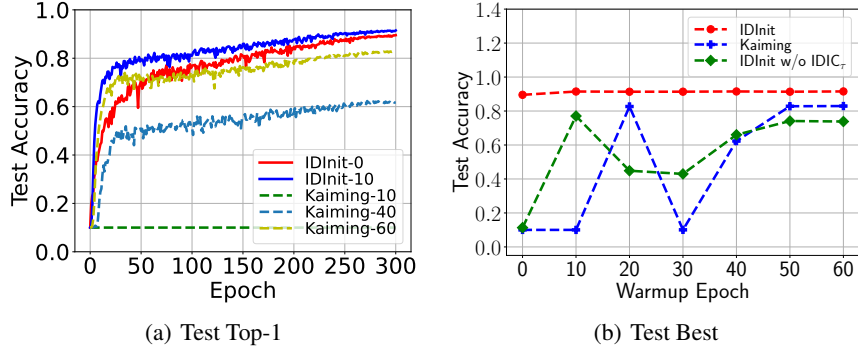 1.0
0.8
0.6
0.4
0.2
0.0
Test Accuracy
0
50
100
150
200
250
300
Epoch
IDInit-0
IDInit-10
Kaiming-10
Kaiming-40
Kaiming-60
(a) Test Top-1
1.4
1.2
1.0
0.8
0.6
0.4
0.2
0.0
Test Accuracy
0
10
20
30
40
50
60
Warmup Epoch
IDInit
Kaiming
IDInit w/o IDICτ
(b) Test Best